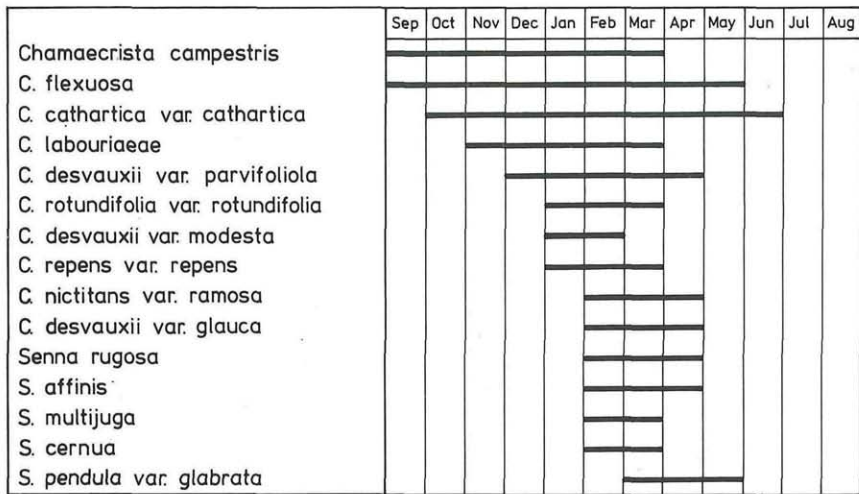 Sep Oct Nov Dec Jan Feb Mar Apr May Jun Jul Aug
Chamaecrista campestris
C. flexuosa
C. cathartica var. cathartica
C. labouriaeae
C. desvauxii var. parvifoliola
C. rotundifolia var. rotundifolia
C. desvauxii var. modesta
C. repens var. repens
C. nictitans var. ramosa
C. desvauxii var. glauca
Senna rugosa
S. affinis
S. multijuga
S. cernua
S. pendula var. glabrata